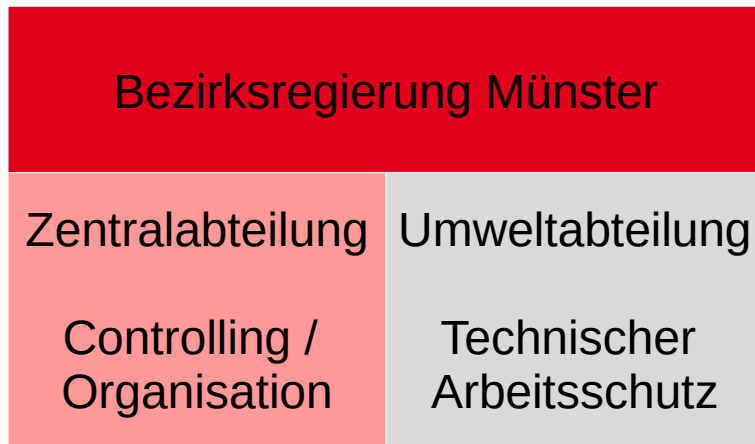 Bezirksregierung Münster
Zentralabteilung
Controlling /
Organisation
Umweltabteilung
Technischer
Arbeitsschutz